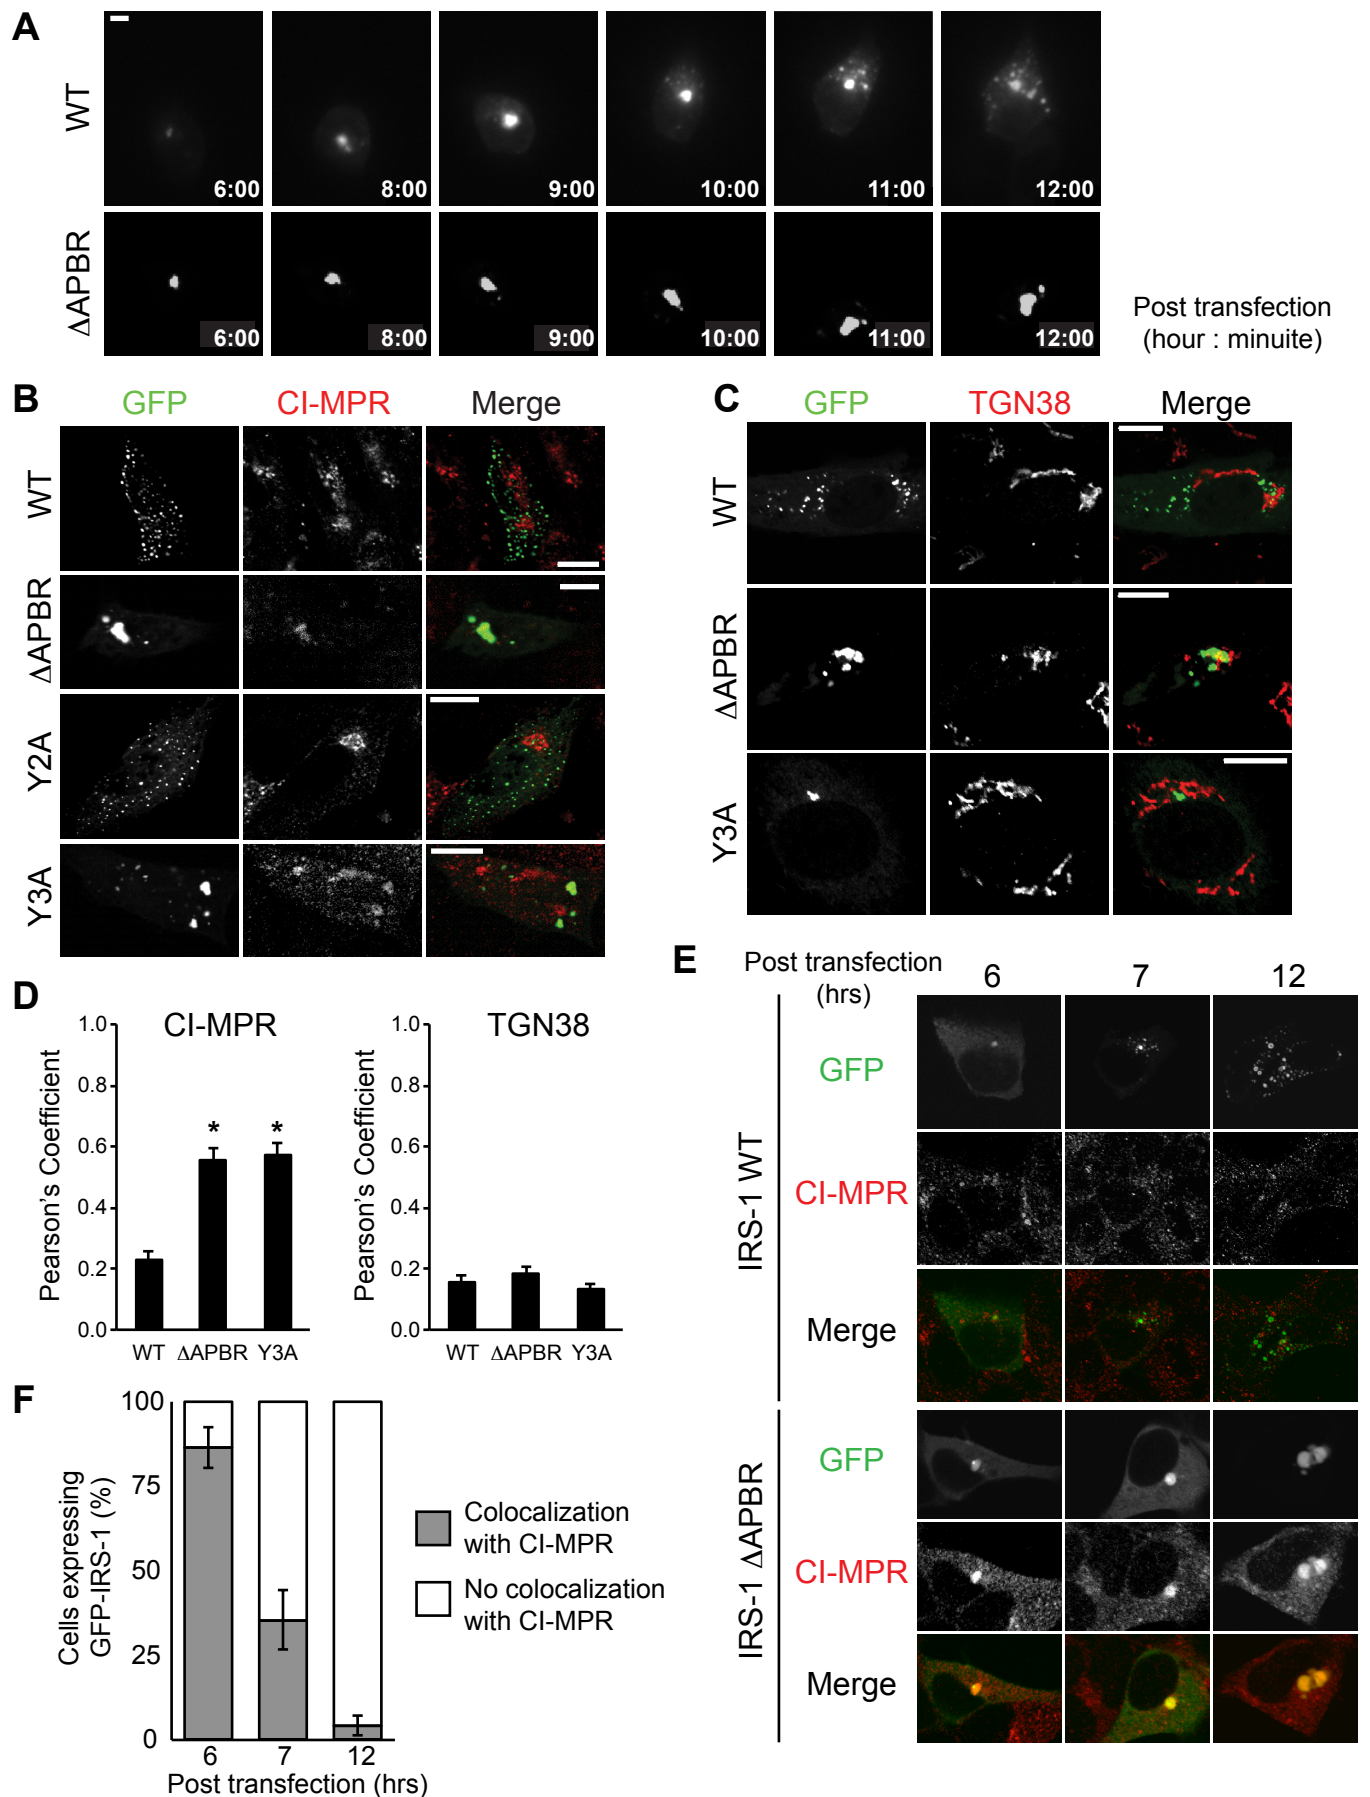 A
WT
6:00
8:00
9:00
10:00
11:00
12:00
ΔAPBR
6:00
8:00
9:00
10:00
11:00
12:00
Post transfection
(hour : minuite)
B
GFP
CI-MPR
Merge
WT
ΔAPBR
Y2A
Y3A
C
GFP
TGN38
Merge
WT
ΔAPBR
Y3A
D
CI-MPR
Pearson's Coefficient
1.0
0.8
0.6
0.4
0.2
0.0
*
*
WT
ΔAPBR
Y3A
TGN38
Pearson's Coefficient
1.0
0.8
0.6
0.4
0.2
0.0
WT
ΔAPBR
Y3A
E
Post transfection
(hrs)
6
7
12
IRS-1 WT
GFP
CI-MPR
Merge
IRS-1 ΔAPBR
GFP
CI-MPR
Merge
F
Cells expressing
GFP-IRS-1 (%)
100
75
50
25
0
6
7
12
Post transfection (hrs)
Colocalization
with CI-MPR
No colocalization
with CI-MPR